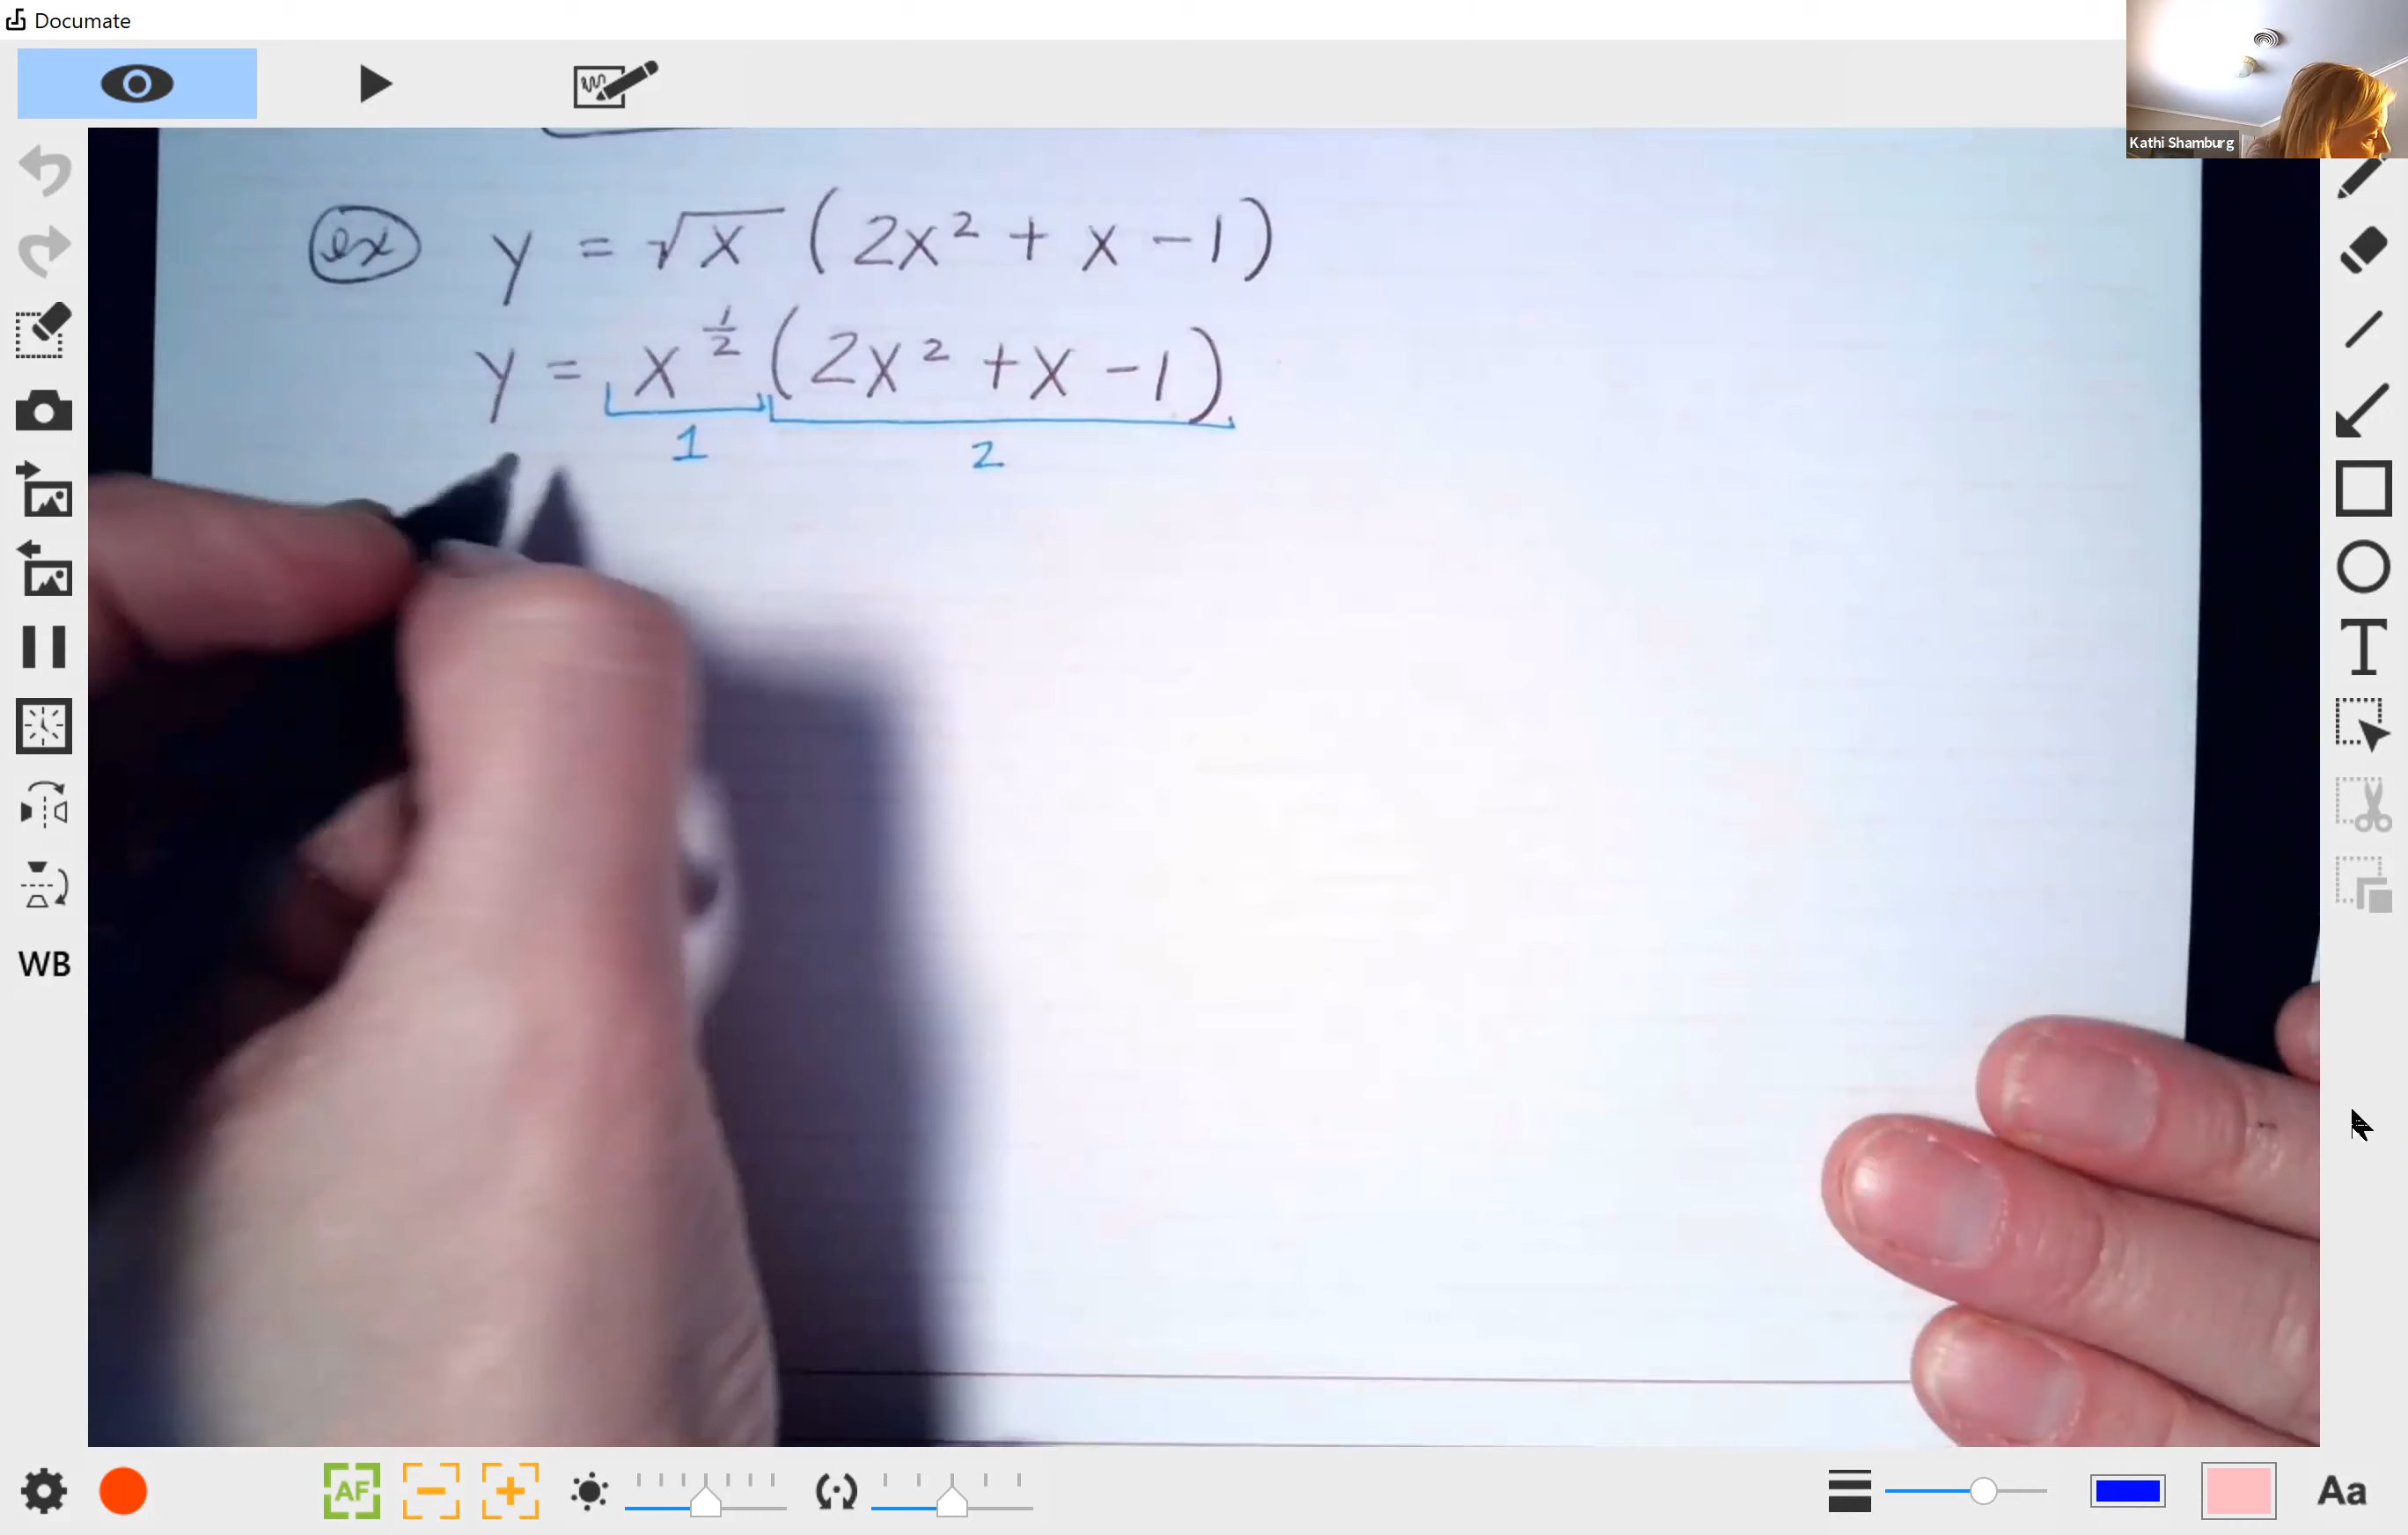 Documate
Kathi Shamburg
ex y = √x (2x² + x - 1)
y = x^(1/2) (2x² + x - 1)
1 2
T
WB
AF
Aa